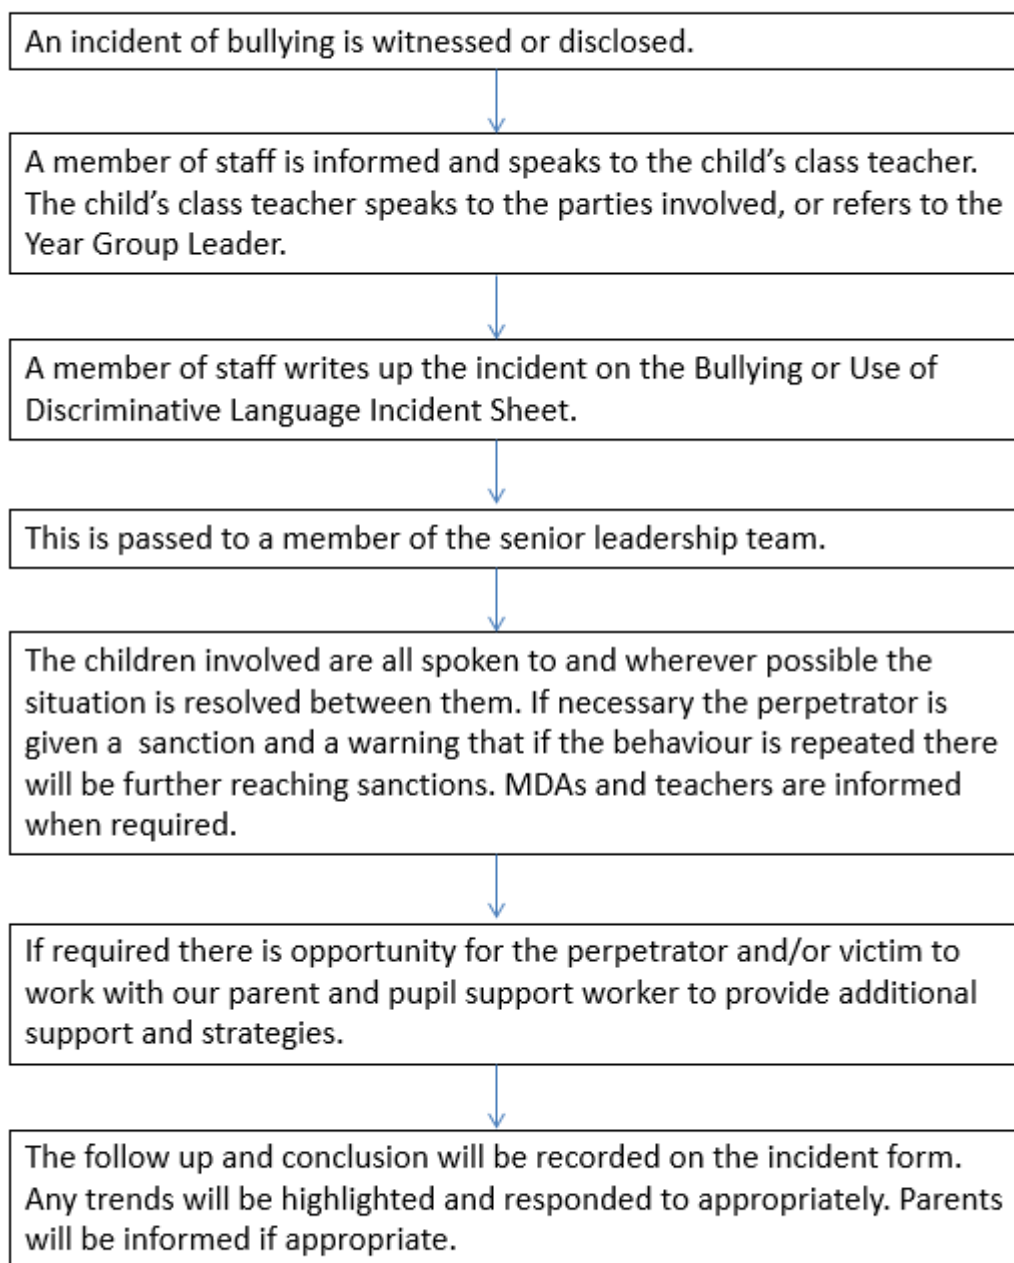 An incident of bullying is witnessed or disclosed.
A member of staff is informed and speaks to the child's class teacher.
The child's class teacher speaks to the parties involved, or refers to the
Year Group Leader.
A member of staff writes up the incident on the Bullying or Use of
Discriminative Language Incident Sheet.
This is passed to a member of the senior leadership team.
The children involved are all spoken to and wherever possible the
situation is resolved between them. If necessary the perpetrator is
given a  sanction and a warning that if the behaviour is repeated there
will be further reaching sanctions. MDAs and teachers are informed
when required.
If required there is opportunity for the perpetrator and/or victim to
work with our parent and pupil support worker to provide additional
support and strategies.
The follow up and conclusion will be recorded on the incident form.
Any trends will be highlighted and responded to appropriately. Parents
will be informed if appropriate.